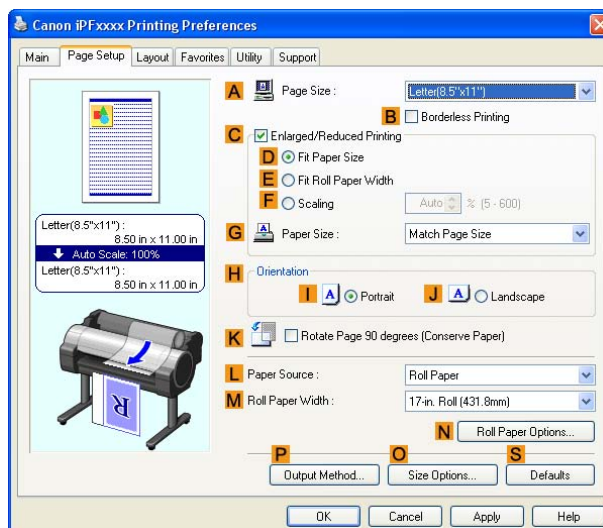 Canon iPFxxxx Printing Preferences
Main Page Setup Layout Favorites Utility Support
A Page Size : Letter(8.5"x11")
B Borderless Printing
C Enlarged/Reduced Printing
D Fit Paper Size
E Fit Roll Paper Width
F Scaling Auto % (5 - 600)
Letter(8.5"x11") :
8.50 in x 11.00 in
Auto Scale: 100%
Letter(8.5"x11") :
8.50 in x 11.00 in
G Paper Size : Match Page Size
H Orientation
I A Portrait J A Landscape
K Rotate Page 90 degrees (Conserve Paper)
R
L Paper Source : Roll Paper
M Roll Paper Width : 17-in. Roll (431.8mm)
N Roll Paper Options...
P O S
Output Method... Size Options... Defaults
OK Cancel Apply Help